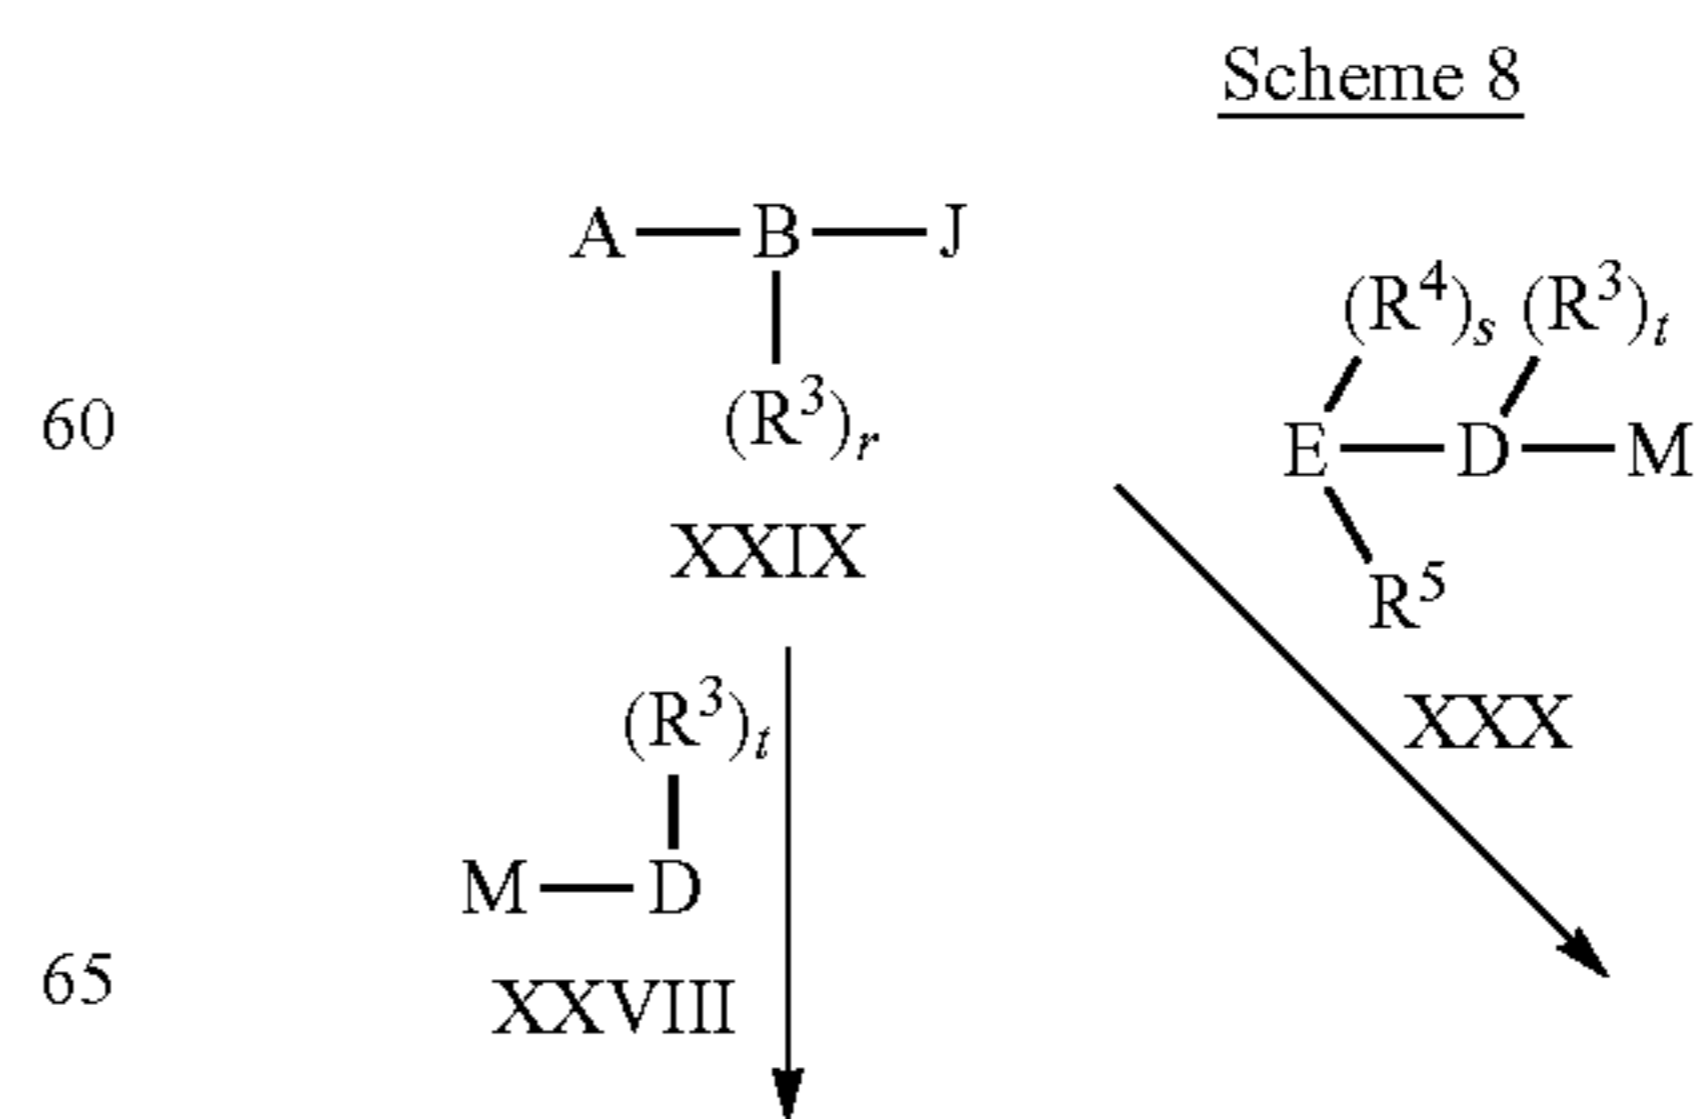 Scheme 8
A—B—J
(R³)ᵣ
XXIX
(R⁴)ₛ (R³)ₜ
60
E—D—M
R⁵
XXX
(R³)ₜ
M—D
XXVIII
65